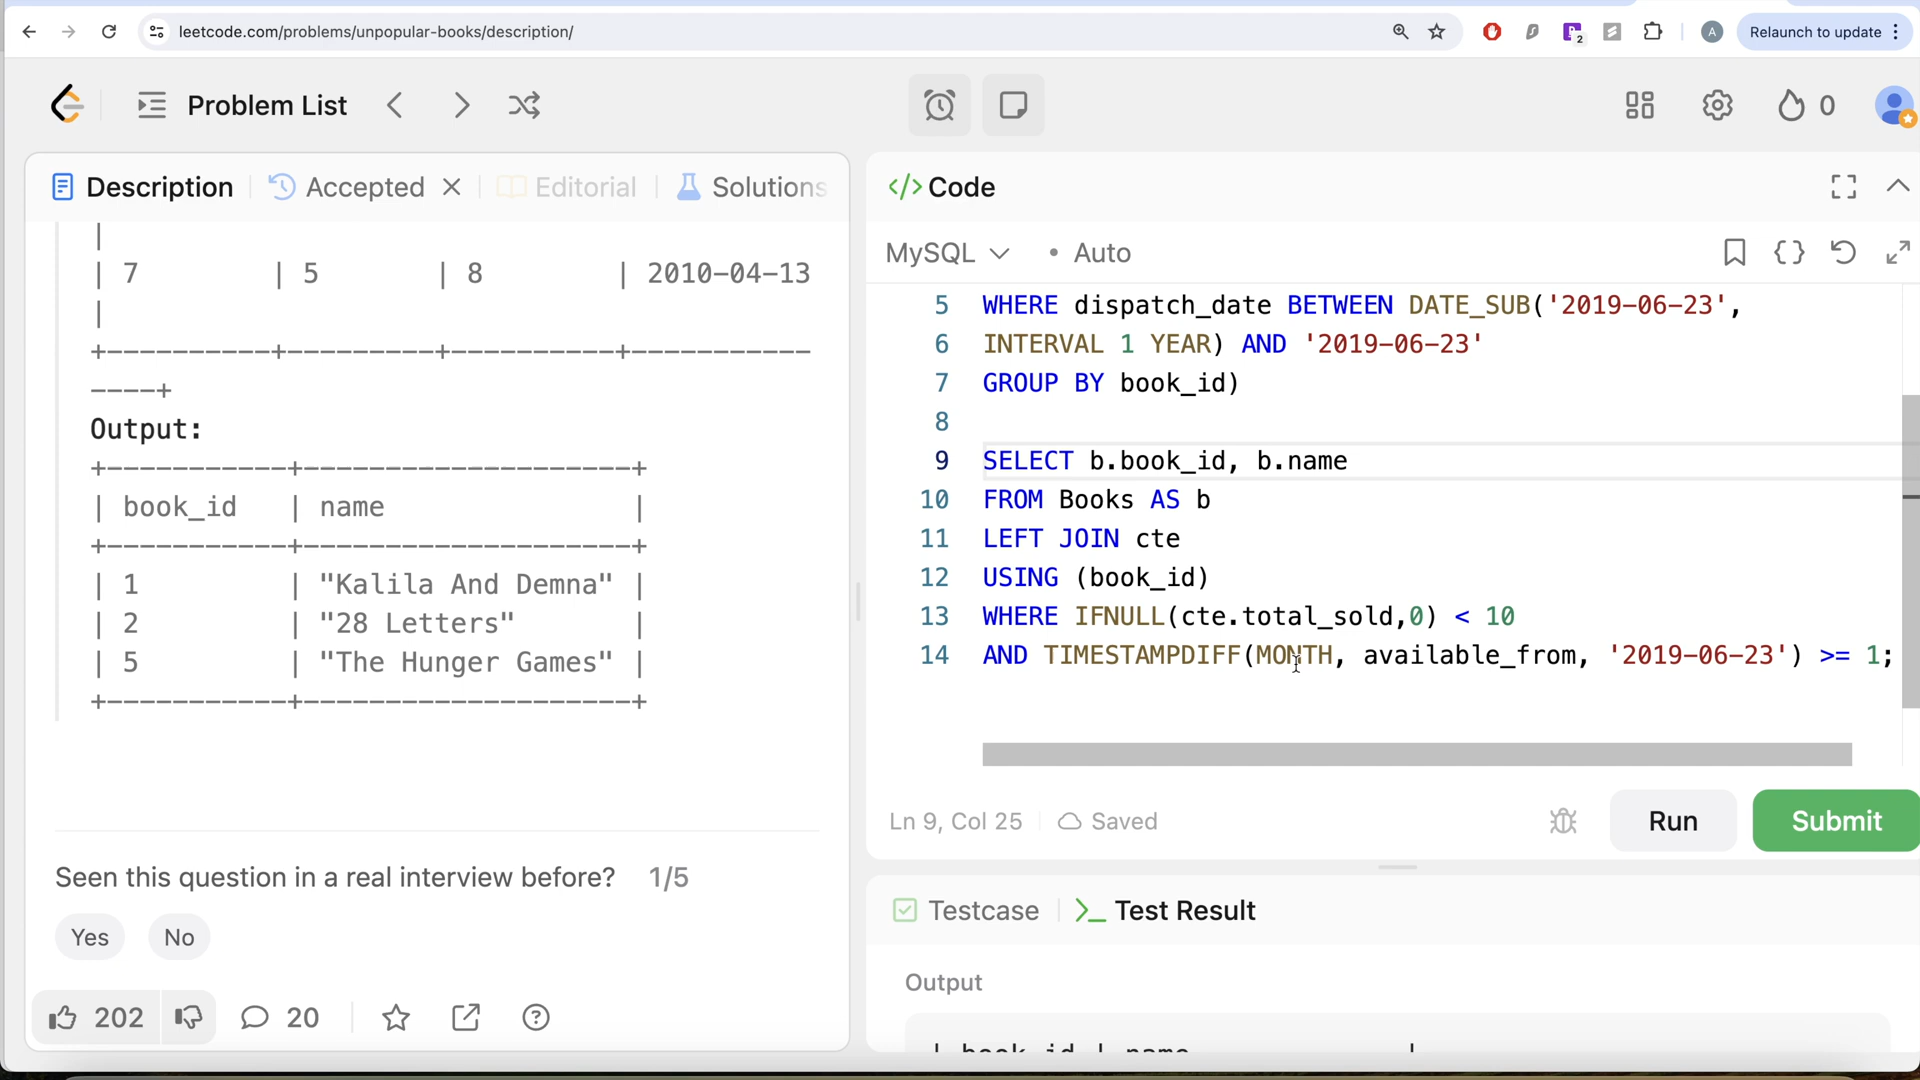 leetcode.com/problems/unpopular-books/description/
2
A
Relaunch to update
Problem List
0
Description
Accepted
Editorial
Solutions
|
| 7 | 5 | 8 | 2010-04-13
|
+-----------+----------+-----------+------------
-----+
Output:
+------------+---------------------+
| book_id | name |
+------------+---------------------+
| 1 | "Kalila And Demna" |
| 2 | "28 Letters" |
| 5 | "The Hunger Games" |
+------------+---------------------+
Seen this question in a real interview before? 1/5
Yes
No
202
20
</> Code
MySQL
• Auto
5 WHERE dispatch_date BETWEEN DATE_SUB('2019-06-23',
6 INTERVAL 1 YEAR) AND '2019-06-23'
7 GROUP BY book_id)
8
9 SELECT b.book_id, b.name
10 FROM Books AS b
11 LEFT JOIN cte
12 USING (book_id)
13 WHERE IFNULL(cte.total_sold,0) < 10
14 AND TIMESTAMPDIFF(MONTH, available_from, '2019-06-23') >= 1;
Ln 9, Col 25
Saved
Run
Submit
Testcase
Test Result
Output
| book_id | name |